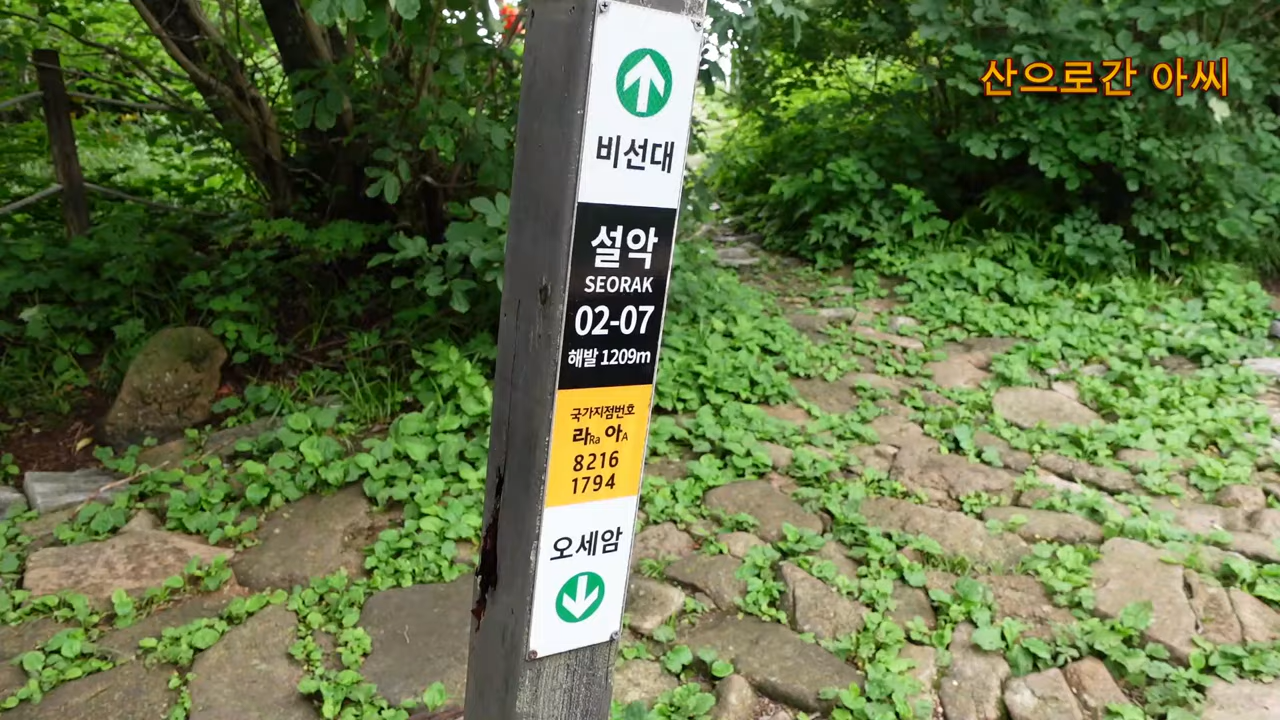 산으로간 아씨
비선대
설악
SEORAK
02-07
해발 1209m
국가지점번호
라Ra 아A
8216
1794
오세암